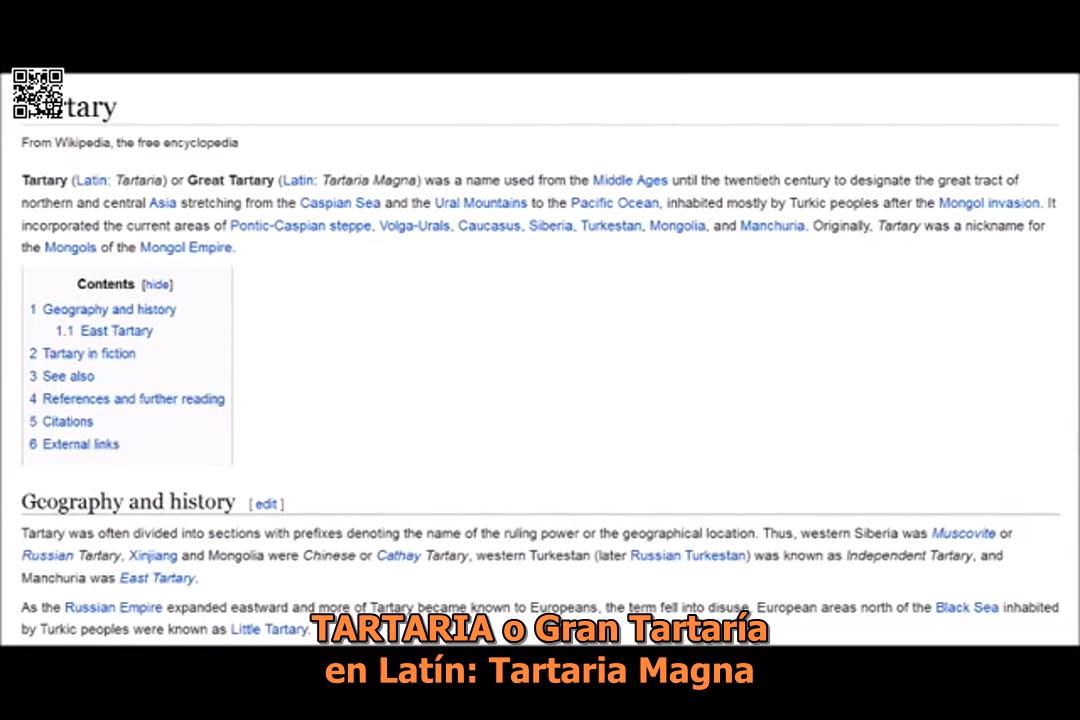 tary
From Wikipedia, the free encyclopedia
Tartary (Latin: Tartaria) or Great Tartary (Latin: Tartaria Magna) was a name used from the Middle Ages until the twentieth century to designate the great tract of
northern and central Asia stretching from the Caspian Sea and the Ural Mountains to the Pacific Ocean, inhabited mostly by Turkic peoples after the Mongol invasion. It
incorporated the current areas of Pontic-Caspian steppe, Volga-Urals, Caucasus, Siberia, Turkestan, Mongolia, and Manchuria. Originally, Tartary was a nickname for
the Mongols of the Mongol Empire.
Contents [hide]
1 Geography and history
1.1 East Tartary
2 Tartary in fiction
3 See also
4 References and further reading
5 Citations
6 External links
Geography and history [ edit ]
Tartary was often divided into sections with prefixes denoting the name of the ruling power or the geographical location. Thus, western Siberia was Muscovite or
Russian Tartary, Xinjiang and Mongolia were Chinese or Cathay Tartary, western Turkestan (later Russian Turkestan) was known as Independent Tartary, and
Manchuria was East Tartary.
As the Russian Empire expanded eastward and more of Tartary became known to Europeans, the term fell into disuse. European areas north of the Black Sea inhabited
by Turkic peoples were known as Little Tartary.
TARTARIA o Gran Tartaría
en Latín: Tartaria Magna